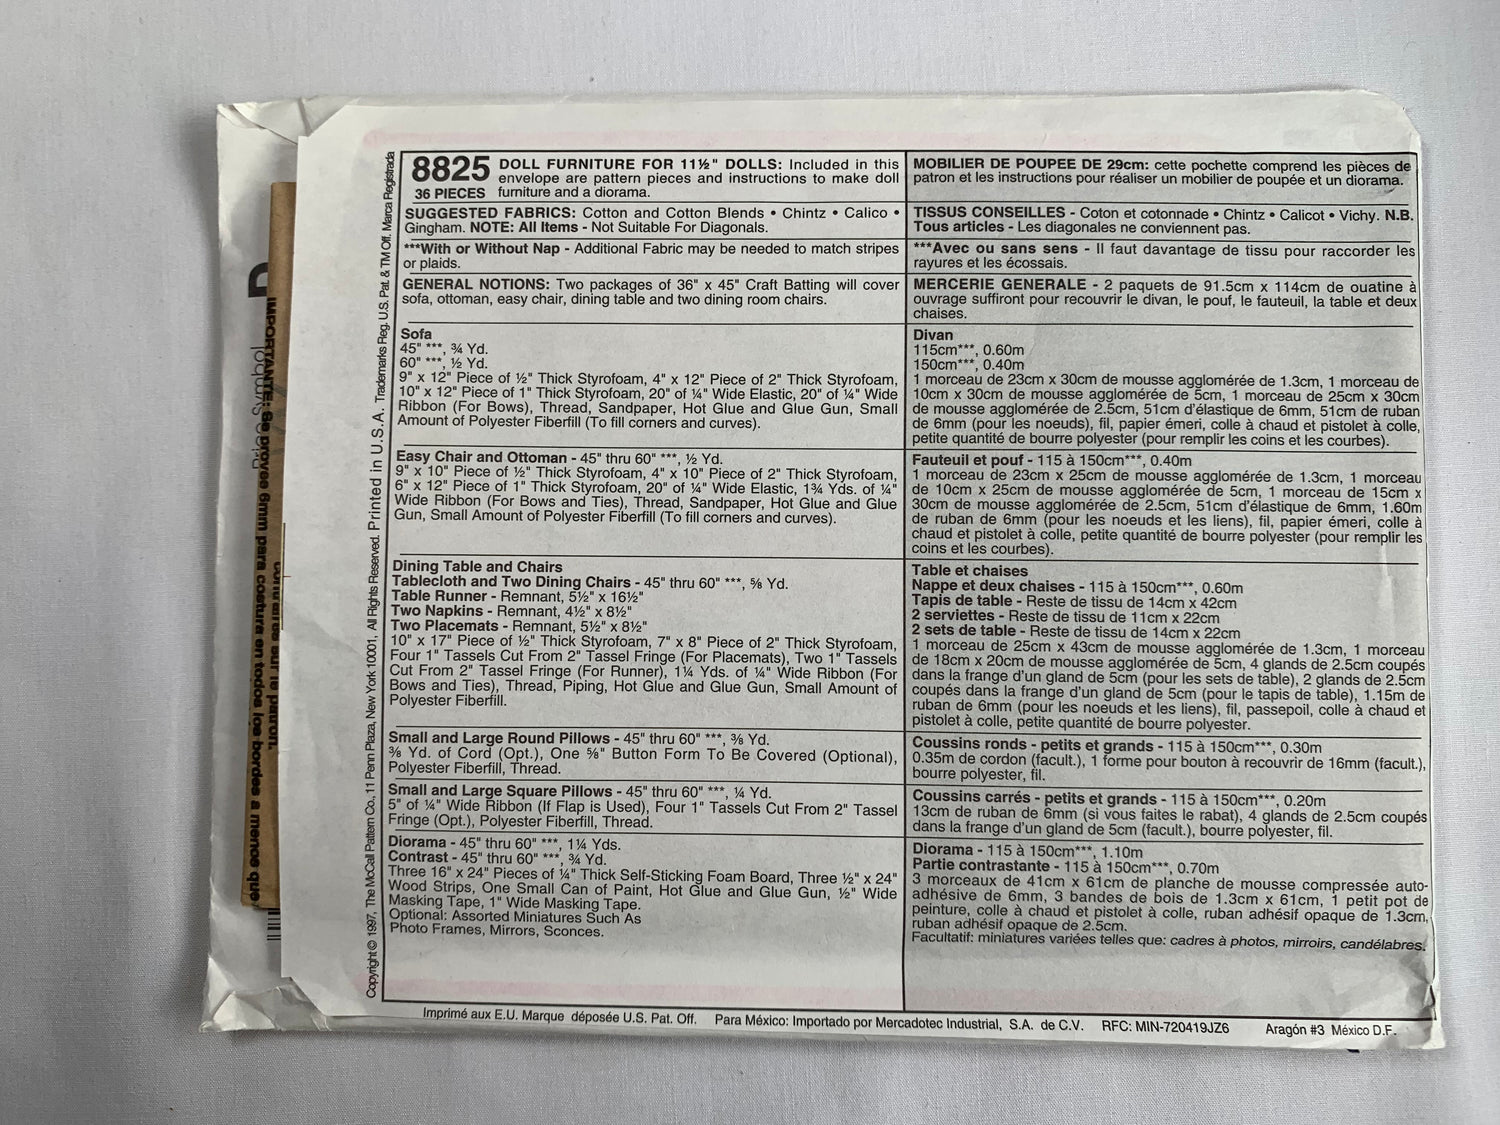 8825
36 PIECES
DOLL FURNITURE FOR 11½" DOLLS: Included in this
envelope are pattern pieces and instructions to make doll
furniture and a diorama.
SUGGESTED FABRICS: Cotton and Cotton Blends • Chintz • Calico •
Gingham. NOTE: All Items - Not Suitable For Diagonals.
***With or Without Nap - Additional Fabric may be needed to match stripes
or plaids.
GENERAL NOTIONS: Two packages of 36" x 45" Craft Batting will cover
sofa, ottoman, easy chair, dining table and two dining room chairs.
Sofa
45" ***, ¾ Yd.
60" ***, ½ Yd.
9" x 12" Piece of ½" Thick Styrofoam, 4" x 12" Piece of 2" Thick Styrofoam,
10" x 12" Piece of 1" Thick Styrofoam, 20" of ¼" Wide Elastic, 20" of ¼" Wide
Ribbon (For Bows), Thread, Sandpaper, Hot Glue and Glue Gun, Small
Amount of Polyester Fiberfill (To fill corners and curves).
Easy Chair and Ottoman - 45" thru 60" ***, ½ Yd.
9" x 10" Piece of ½" Thick Styrofoam, 4" x 10" Piece of 2" Thick Styrofoam,
6" x 12" Piece of 1" Thick Styrofoam, 20" of ¼" Wide Elastic, 1¾ Yds. of ¼"
Wide Ribbon (For Bows and Ties), Thread, Sandpaper, Hot Glue and Glue
Gun, Small Amount of Polyester Fiberfill (To fill corners and curves).
Dining Table and Chairs
Tablecloth and Two Dining Chairs - 45" thru 60" ***, ⅝ Yd.
Table Runner - Remnant, 5½" x 16½"
Two Napkins - Remnant, 4½" x 8½"
Two Placemats - Remnant, 5½" x 8½"
10" x 17" Piece of ½" Thick Styrofoam, 7" x 8" Piece of 2" Thick Styrofoam,
Four 1" Tassels Cut From 2" Tassel Fringe (For Placemats), Two 1" Tassels
Cut From 2" Tassel Fringe (For Runner), 1¼ Yds. of ¼" Wide Ribbon (For
Bows and Ties), Thread, Piping, Hot Glue and Glue Gun, Small Amount of
Polyester Fiberfill.
Small and Large Round Pillows - 45" thru 60" ***, ⅜ Yd.
⅜ Yd. of Cord (Opt.), One ⅝" Button Form To Be Covered (Optional),
Polyester Fiberfill, Thread.
Small and Large Square Pillows - 45" thru 60" ***, ¼ Yd.
5" of ¼" Wide Ribbon (If Flap is Used), Four 1" Tassels Cut From 2" Tassel
Fringe (Opt.), Polyester Fiberfill, Thread.
Diorama - 45" thru 60" ***, 1¼ Yds.
Contrast - 45" thru 60" ***, ¾ Yd.
Three 16" x 24" Pieces of ¼" Thick Self-Sticking Foam Board, Three ½" x 24"
Wood Strips, One Small Can of Paint, Hot Glue and Glue Gun, ½" Wide
Masking Tape, 1" Wide Masking Tape.
Optional: Assorted Miniatures Such As
Photo Frames, Mirrors, Sconces.
MOBILIER DE POUPEE DE 29cm: cette pochette comprend les pièces de
patron et les instructions pour réaliser un mobilier de poupée et un diorama.
TISSUS CONSEILLES - Coton et cotonnade • Chintz • Calicot • Vichy. N.B.
Tous articles - Les diagonales ne conviennent pas.
***Avec ou sans sens - Il faut davantage de tissu pour raccorder les
rayures et les écossais.
MERCERIE GENERALE - 2 paquets de 91.5cm x 114cm de ouatine à
ouvrage suffiront pour recouvrir le divan, le pouf, le fauteuil, la table et deux
chaises.
Divan
115cm***, 0.60m
150cm***, 0.40m
1 morceau de 23cm x 30cm de mousse agglomérée de 1.3cm, 1 morceau de
10cm x 30cm de mousse agglomérée de 5cm, 1 morceau de 25cm x 30cm
de mousse agglomérée de 2.5cm, 51cm d'élastique de 6mm, 51cm de ruban
de 6mm (pour les noeuds), fil, papier émeri, colle à chaud et pistolet à colle,
petite quantité de bourre polyester (pour remplir les coins et les courbes).
Fauteuil et pouf - 115 à 150cm***, 0.40m
1 morceau de 23cm x 25cm de mousse agglomérée de 1.3cm, 1 morceau
de 10cm x 25cm de mousse agglomérée de 5cm, 1 morceau de 15cm x
30cm de mousse agglomérée de 2.5cm, 51cm d'élastique de 6mm, 1.60m
de ruban de 6mm (pour les noeuds et les liens), fil, papier émeri, colle à
chaud et pistolet à colle, petite quantité de bourre polyester (pour remplir les
coins et les courbes).
Table et chaises
Nappe et deux chaises - 115 à 150cm***, 0.60m
Tapis de table - Reste de tissu de 14cm x 42cm
2 serviettes - Reste de tissu de 11cm x 22cm
2 sets de table - Reste de tissu de 14cm x 22cm
1 morceau de 25cm x 43cm de mousse agglomérée de 1.3cm, 1 morceau
de 18cm x 20cm de mousse agglomérée de 5cm, 4 glands de 2.5cm coupés
dans la frange d'un gland de 5cm (pour les sets de table), 2 glands de 2.5cm
coupés dans la frange d'un gland de 5cm (pour le tapis de table), 1.15m de
ruban de 6mm (pour les noeuds et les liens), fil, passepoil, colle à chaud et
pistolet à colle, petite quantité de bourre polyester.
Coussins ronds - petits et grands - 115 à 150cm***, 0.30m
0.35m de cordon (facult.), 1 forme pour bouton à recouvrir de 16mm (facult.),
bourre polyester, fil.
Coussins carrés - petits et grands - 115 à 150cm***, 0.20m
13cm de ruban de 6mm (si vous faites le rabat), 4 glands de 2.5cm coupés
dans la frange d'un gland de 5cm (facult.), bourre polyester, fil.
Diorama - 115 à 150cm***, 1.10m
Partie contrastante - 115 à 150cm***, 0.70m
3 morceaux de 41cm x 61cm de planche de mousse compressée auto-
adhésive de 6mm, 3 bandes de bois de 1.3cm x 61cm, 1 petit pot de
peinture, colle à chaud et pistolet à colle, ruban adhésif opaque de 1.3cm,
ruban adhésif opaque de 2.5cm.
Facultatif: miniatures variées telles que: cadres à photos, mirroirs, candélabres.
Imprimé aux E.U. Marque déposée U.S. Pat. Off. Para México: Importado por Mercadotec Industrial, S.A. de C.V. RFC: MIN-720419JZ6 Aragón #3 México D.F.
Copyright © 1997, The McCall Pattern Co., 11 Penn Plaza, New York 10001, All Rights Reserved. Printed in U.S.A. Trademarks Reg. U.S. Pat. & TM Off. Marca Registrada
IMPORTANTE: Se provee 6mm para costura en todos los bordes a menos que
sur le patron.